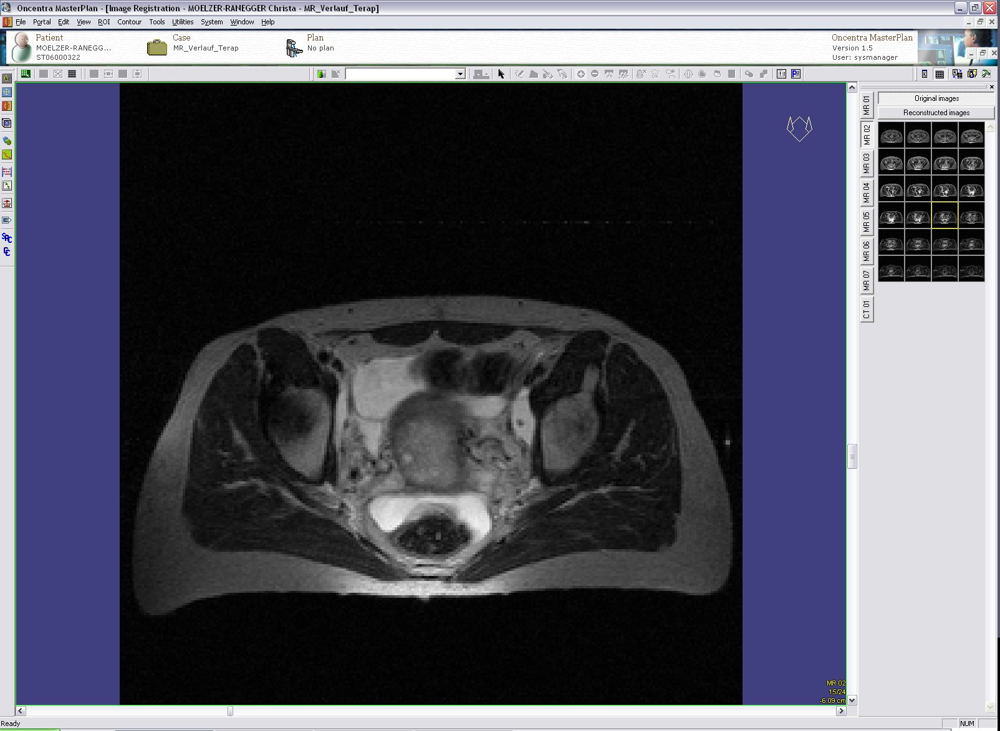 Oncentra MasterPlan - [Image Registration - MOELZER-RANEGGER Christa - MR_Verlauf_Terap]
File Portal Edit View ROI Contour Tools Utilities System Window Help
Patient
MOELZER-RANEGG...
ST06000322
Case
MR_Verlauf_Terap
Plan
No plan
Oncentra MasterPlan
Version 1.5
User: sysmanager
Original images
Reconstructed images
MR 01
MR 02
MR 03
MR 04
MR 05
MR 06
MR 07
CT 01
MR 02
15/24
-6.09 cm
Ready
NUM